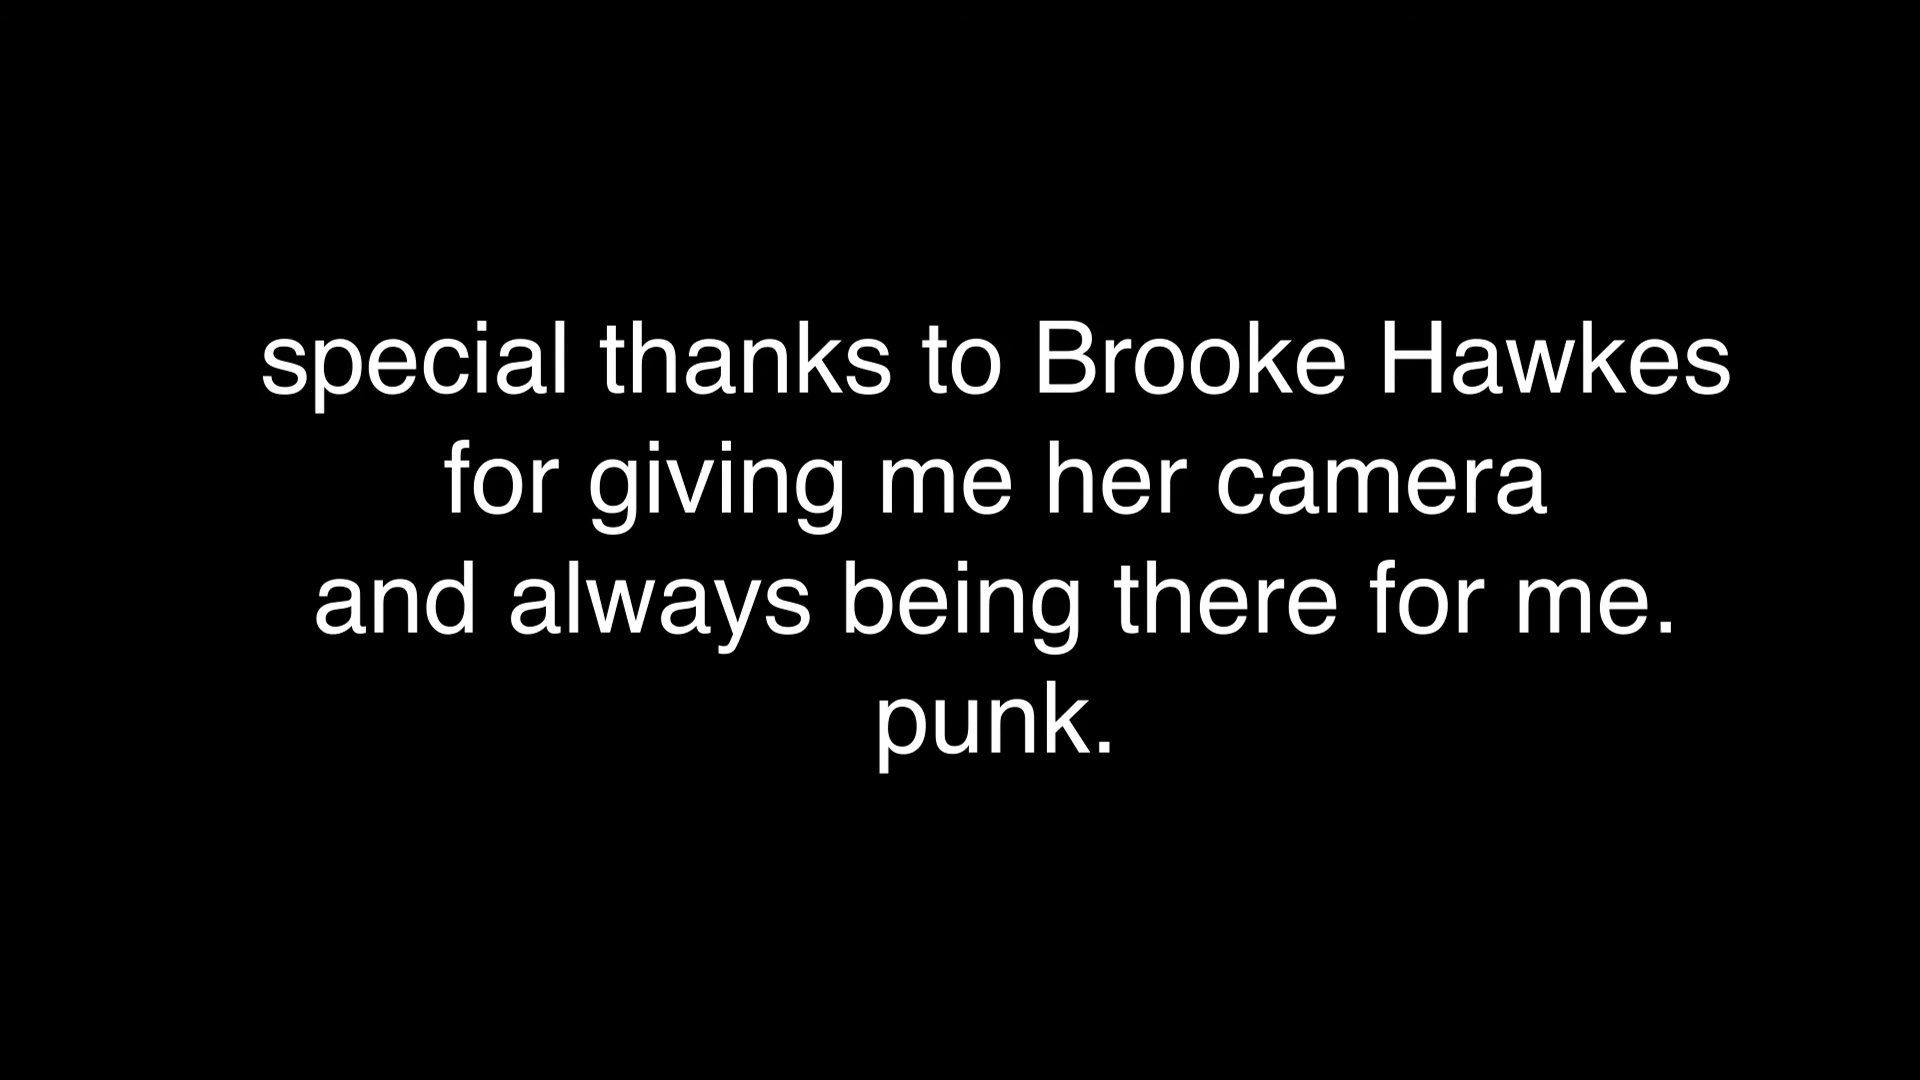 special thanks to Brooke Hawkes
for giving me her camera
and always being there for me.
punk.